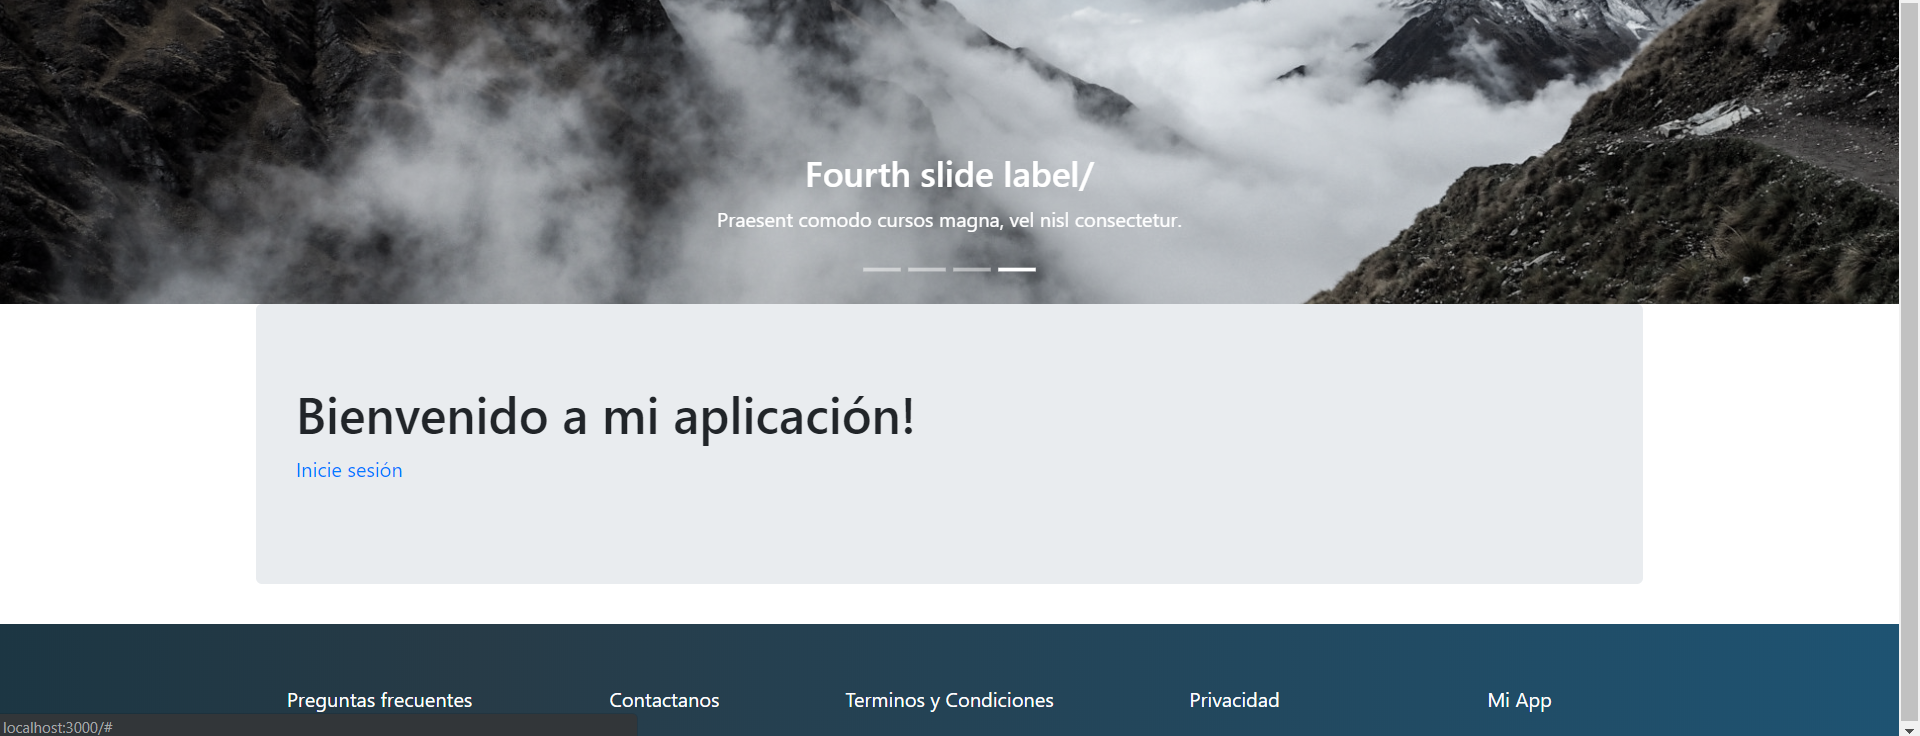 Fourth slide label/
Praesent comodo cursos magna, vel nisl consectetur.
Bienvenido a mi aplicación!
Inicie sesión
Preguntas frecuentes
Contactanos
Terminos y Condiciones
Privacidad
Mi App
localhost:3000/#